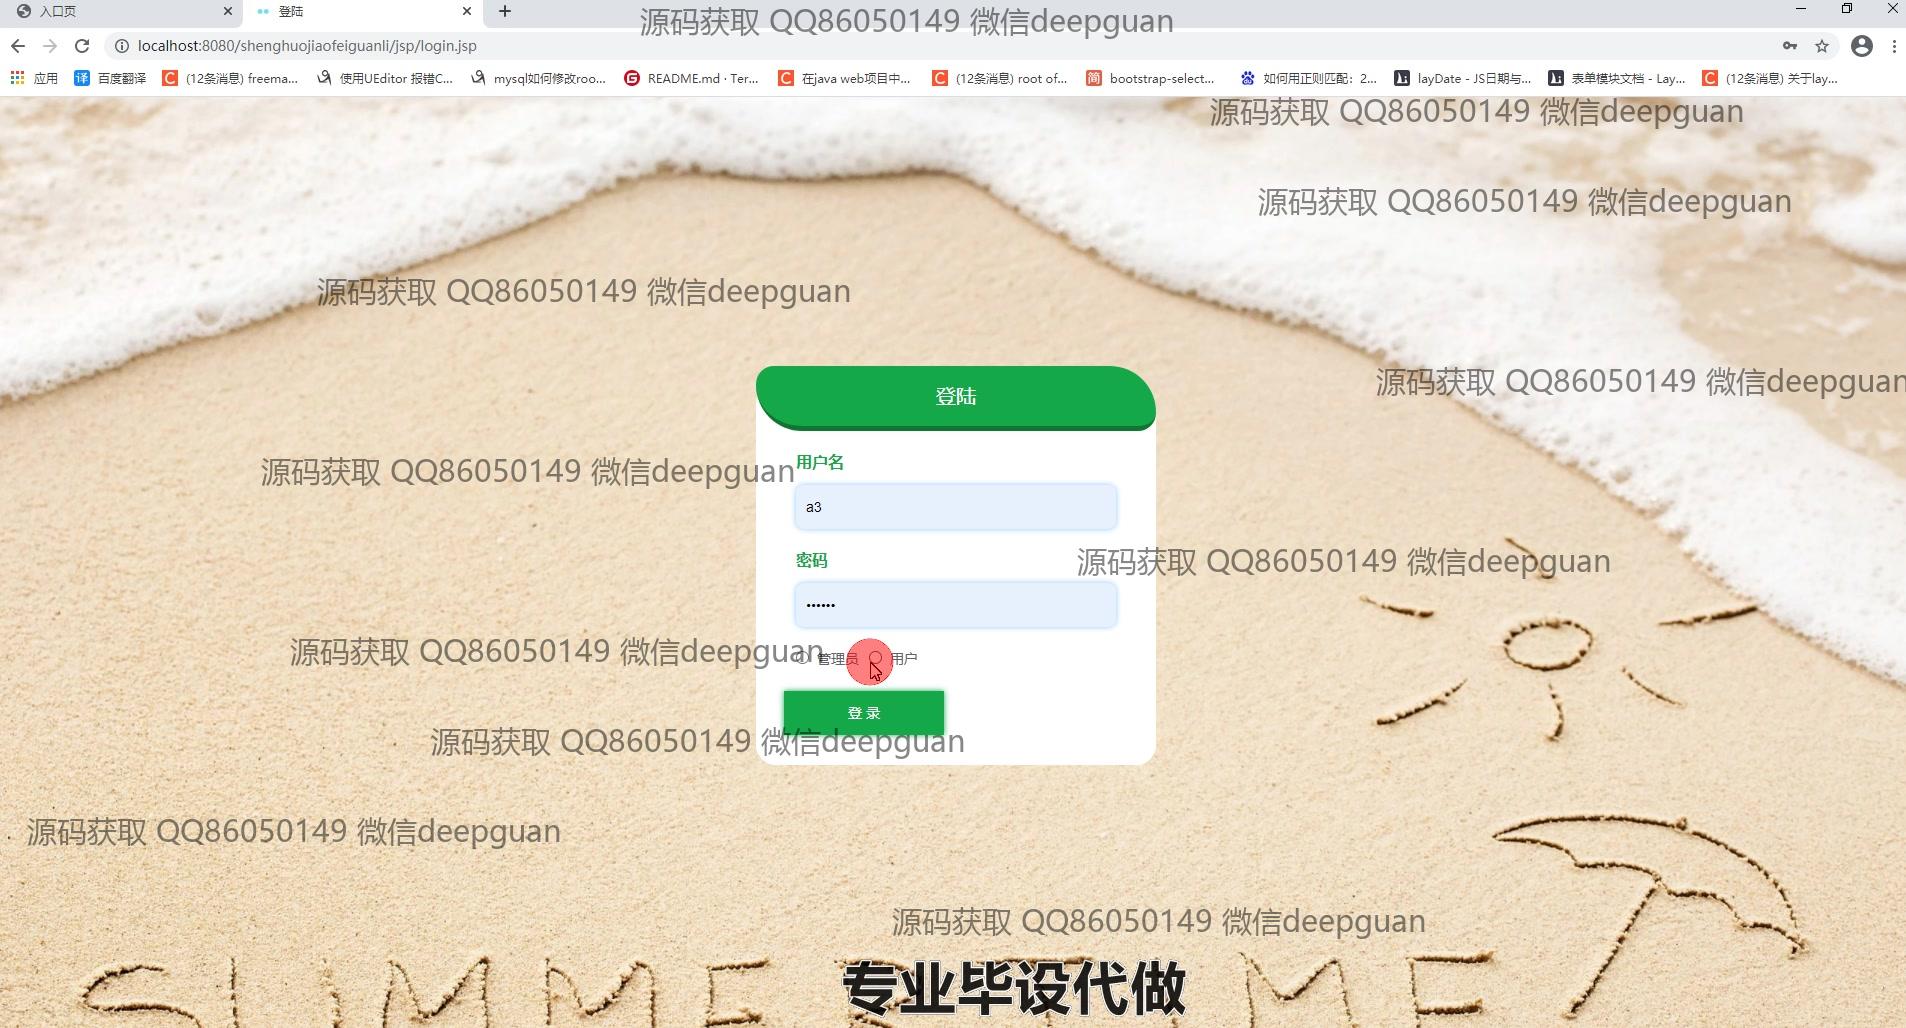 入口页
登陆
源码获取 QQ86050149 微信deepguan
localhost:8080/shenghuojiaofeiguanli/jsp/login.jsp
应用
百度翻译
(12条消息) freema...
使用UEditor 报错C...
mysql如何修改roo...
README.md · Ter...
在java web项目中...
(12条消息) root of...
bootstrap-select...
如何用正则匹配：2...
layDate - JS日期与...
表单模块文档 - Lay...
(12条消息) 关于lay...
源码获取 QQ86050149 微信deepguan
源码获取 QQ86050149 微信deepguan
源码获取 QQ86050149 微信deepguan
登陆
源码获取 QQ86050149 微信deepguan
用户名
源码获取 QQ86050149 微信deepguan
a3
密码
源码获取 QQ86050149 微信deepguan
••••••
源码获取 QQ86050149 微信deepguan
管理员
用户
登 录
源码获取 QQ86050149 微信deepguan
源码获取 QQ86050149 微信deepguan
源码获取 QQ86050149 微信deepguan
SUMMER TIME
专业毕设代做